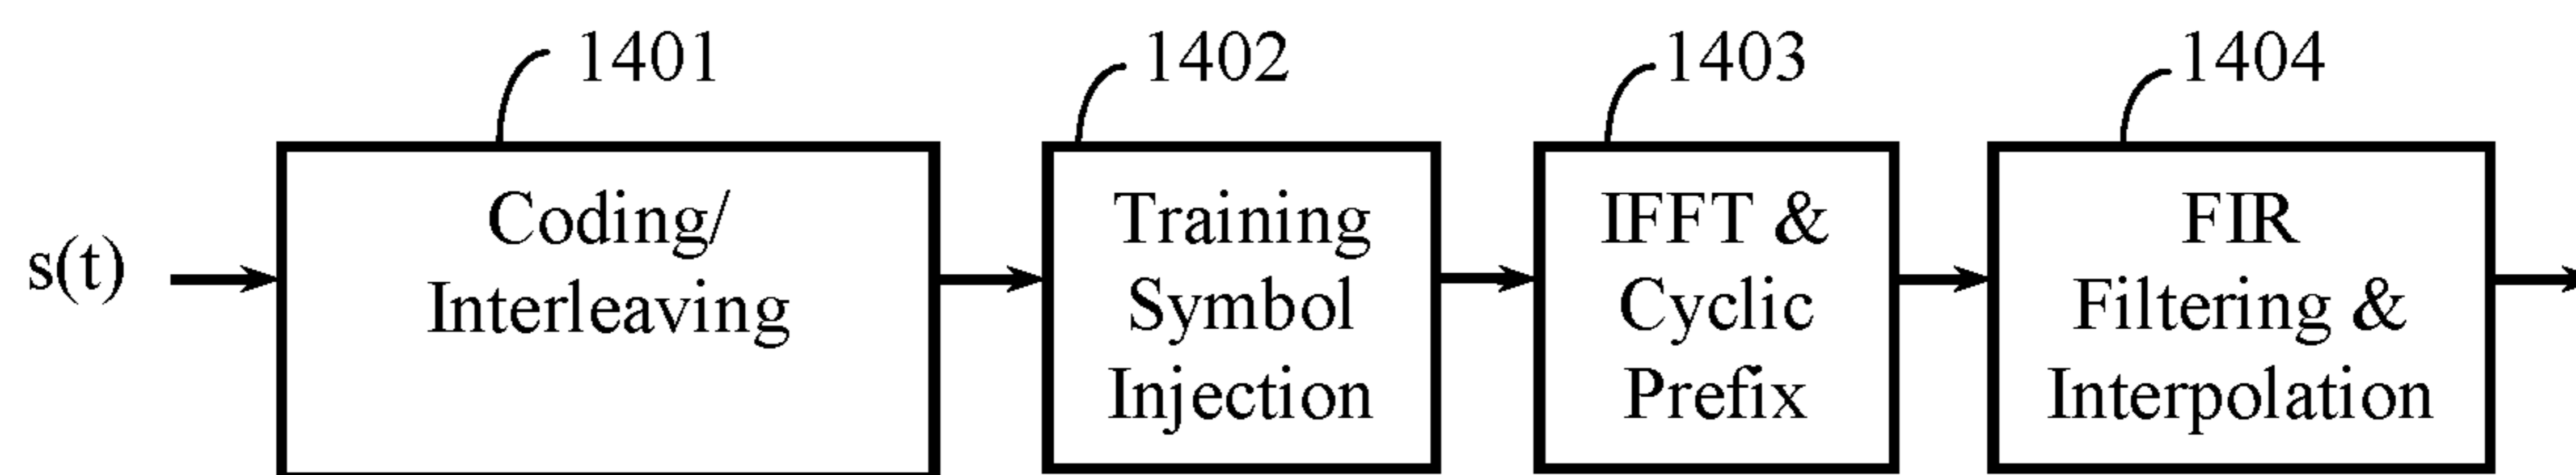 1401
1402
1403
1404
s(t)
Coding/
Interleaving
Training
Symbol
Injection
IFFT &
Cyclic
Prefix
FIR
Filtering &
Interpolation